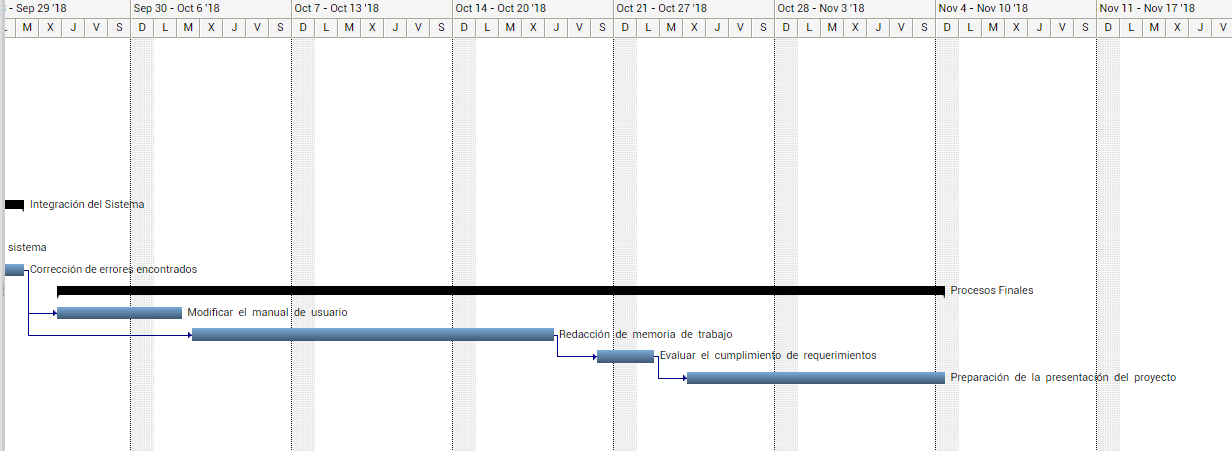 - Sep 29 '18 Sep 30 - Oct 6 '18 Oct 7 - Oct 13 '18 Oct 14 - Oct 20 '18 Oct 21 - Oct 27 '18 Oct 28 - Nov 3 '18 Nov 4 - Nov 10 '18 Nov 11 - Nov 17 '18
M X J V S D L M X J V S D L M X J V S D L M X J V S D L M X J V S D L M X J V S D L M X J V S D L M X J V
Integración del Sistema
sistema
Corrección de errores encontrados
Procesos Finales
Modificar el manual de usuario
Redacción de memoria de trabajo
Evaluar el cumplimiento de requerimientos
Preparación de la presentación del proyecto